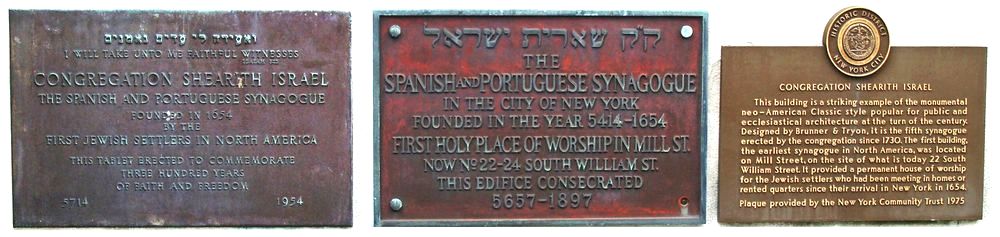 ואעידה לי עדים נאמנים
I WILL TAKE UNTO ME FAITHFUL WITNESSES
ISAIAH
CONGREGATION SHEARITH ISRAEL
THE SPANISH AND PORTUGUESE SYNAGOGUE
FOUNDED IN 1654
BY THE
FIRST JEWISH SETTLERS IN NORTH AMERICA
THIS TABLET ERECTED TO COMMEMORATE
THREE HUNDRED YEARS
OF FAITH AND FREEDOM
5714 1954
ק״ק שארית ישראל
THE
SPANISH AND PORTUGUESE SYNAGOGUE
IN THE CITY OF NEW YORK
FOUNDED IN THE YEAR 5414-1654
FIRST HOLY PLACE OF WORSHIP IN MILL ST.
NOW No 22-24 SOUTH WILLIAM ST.
THIS EDIFICE CONSECRATED
5657-1897
HISTORIC DISTRICT
NEW YORK CITY
CONGREGATION SHEARITH ISRAEL
This building is a striking example of the monumental
neo-American Classic style popular for public and
ecclesiastical architecture at the turn of the century.
Designed by Brunner & Tryon, it is the fifth synagogue
erected by the congregation since 1730. The first building,
the earliest synagogue in North America, was located
on Mill Street, on the site of what is today 22 South
William Street. It provided a permanent house of worship
for the Jewish settlers who had been meeting in homes or
rented quarters since their arrival in New York in 1654.
Plaque provided by the New York Community Trust 1975